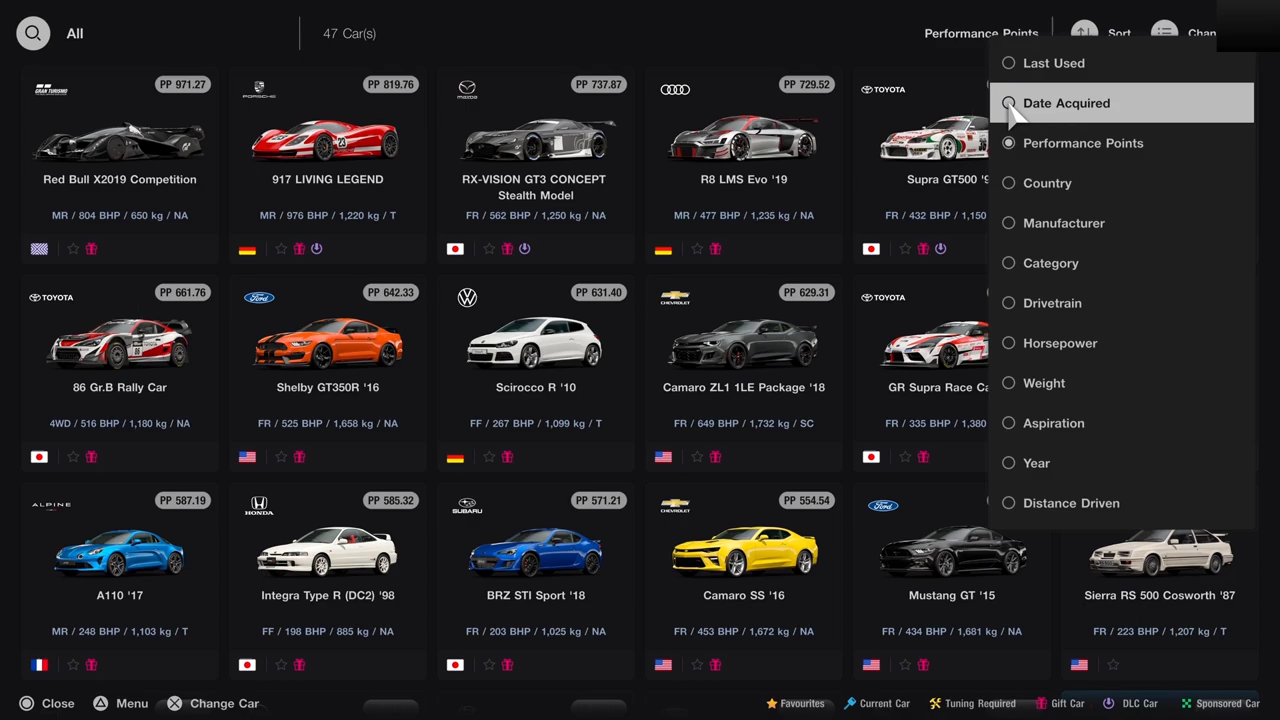 All
47 Car(s)
Performance Points
Sort
Chan
Last Used
Date Acquired
Performance Points
Country
Manufacturer
Category
Drivetrain
Horsepower
Weight
Aspiration
Year
Distance Driven
GRAN TURISMO
PP 971.27
Red Bull X2019 Competition
MR / 804 BHP / 650 kg / NA
PORSCHE
PP 819.76
917 LIVING LEGEND
MR / 976 BHP / 1,220 kg / T
mazda
PP 737.87
RX-VISION GT3 CONCEPT
Stealth Model
FR / 562 BHP / 1,250 kg / NA
PP 729.52
R8 LMS Evo '19
MR / 477 BHP / 1,235 kg / NA
TOYOTA
Supra GT500 '9
FR / 432 BHP / 1,150
TOYOTA
PP 661.76
86 Gr.B Rally Car
4WD / 516 BHP / 1,180 kg / NA
Ford
PP 642.33
Shelby GT350R '16
FR / 525 BHP / 1,658 kg / NA
PP 631.40
Scirocco R '10
FF / 267 BHP / 1,099 kg / T
CHEVROLET
PP 629.31
Camaro ZL1 1LE Package '18
FR / 649 BHP / 1,732 kg / SC
TOYOTA
GR Supra Race Ca
FR / 335 BHP / 1,380
ALPINE
PP 587.19
A110 '17
MR / 248 BHP / 1,103 kg / T
HONDA
PP 585.32
Integra Type R (DC2) '98
FF / 198 BHP / 885 kg / NA
SUBARU
PP 571.21
BRZ STI Sport '18
FR / 203 BHP / 1,025 kg / NA
CHEVROLET
PP 554.54
Camaro SS '16
FR / 453 BHP / 1,672 kg / NA
Ford
Mustang GT '15
FR / 434 BHP / 1,681 kg / NA
Sierra RS 500 Cosworth '87
FR / 223 BHP / 1,207 kg / T
Close
Menu
Change Car
Favourites
Current Car
Tuning Required
Gift Car
DLC Car
Sponsored Car